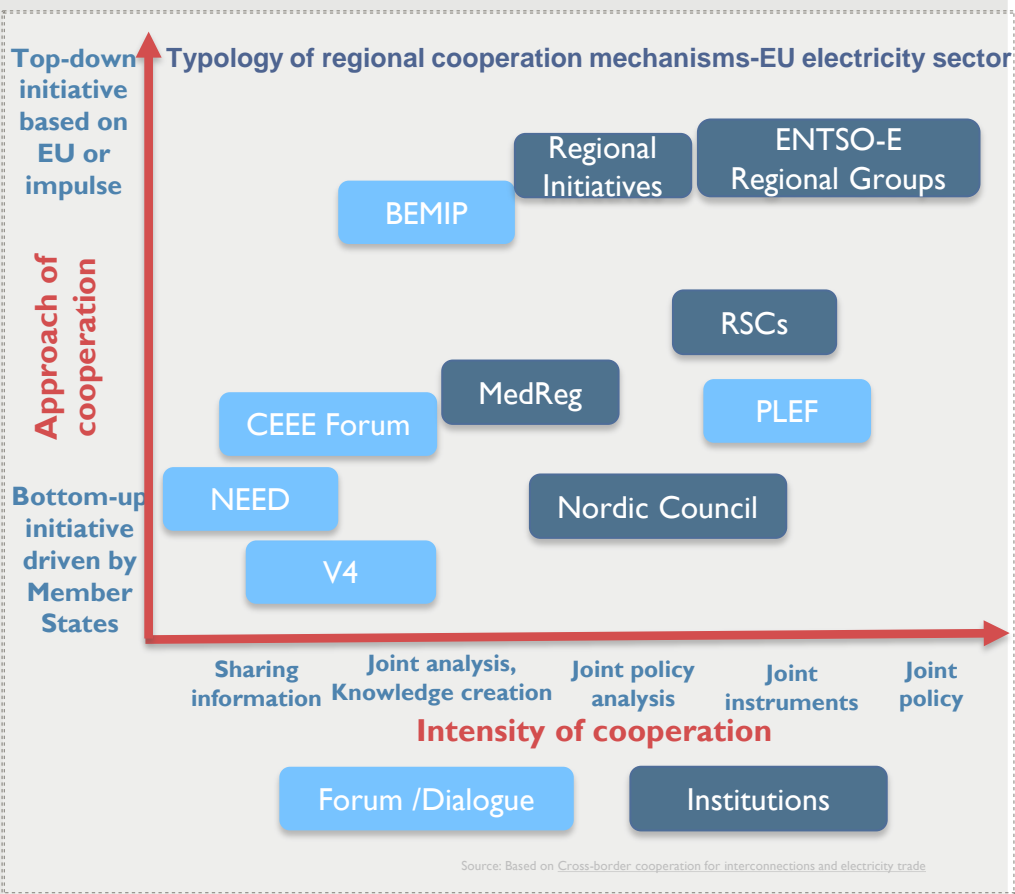 Typology of regional cooperation mechanisms-EU electricity sector
Top-down
initiative
based on
EU or
impulse
Approach of
cooperation
Bottom-up
initiative
driven by
Member
States
Regional
Initiatives
ENTSO-E
Regional Groups
BEMIP
RSCs
MedReg
PLEF
CEEE Forum
NEED
Nordic Council
V4
Sharing
information
Joint analysis,
Knowledge creation
Joint policy
analysis
Joint
instruments
Joint
policy
Intensity of cooperation
Forum /Dialogue
Institutions
Source: Based on Cross-border cooperation for interconnections and electricity trade